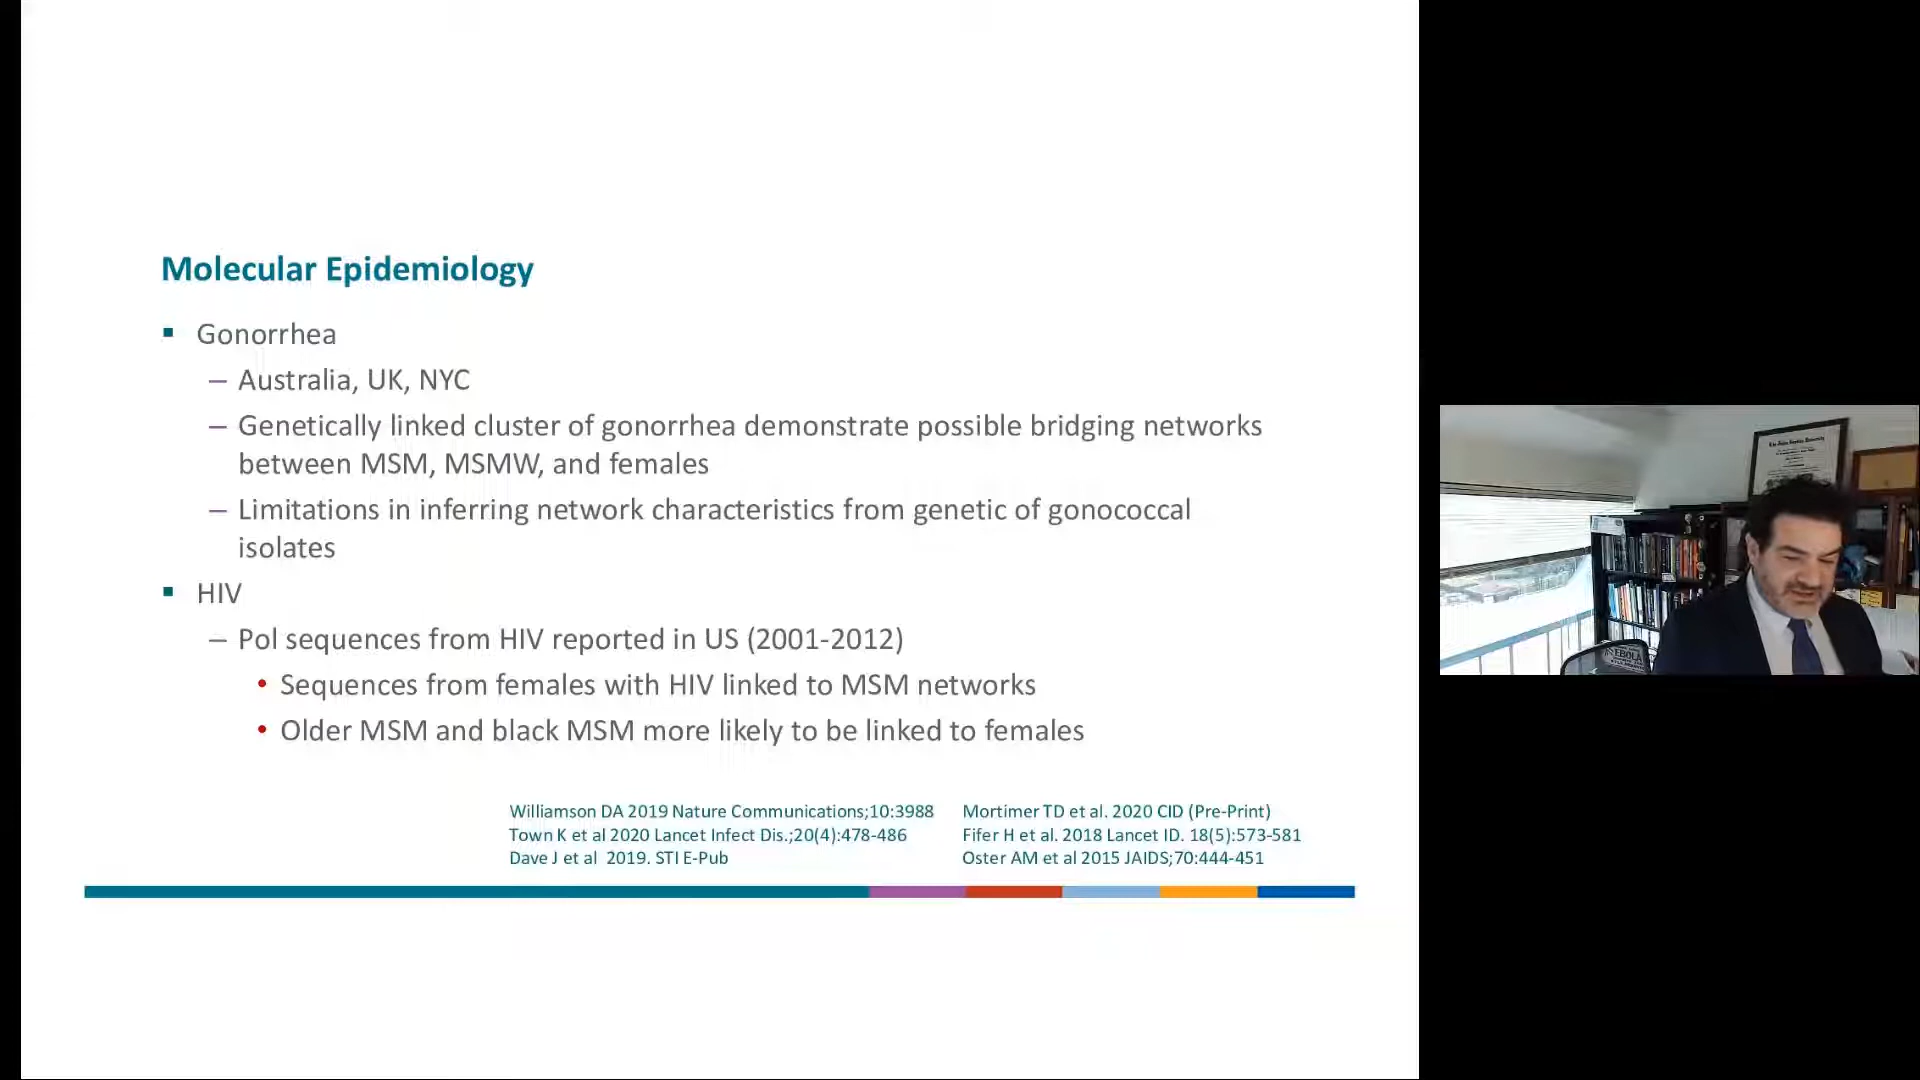 Molecular Epidemiology
▪ Gonorrhea
– Australia, UK, NYC
– Genetically linked cluster of gonorrhea demonstrate possible bridging networks
between MSM, MSMW, and females
– Limitations in inferring network characteristics from genetic of gonococcal
isolates
▪ HIV
– Pol sequences from HIV reported in US (2001-2012)
• Sequences from females with HIV linked to MSM networks
• Older MSM and black MSM more likely to be linked to females
Williamson DA 2019 Nature Communications;10:3988
Town K et al 2020 Lancet Infect Dis.;20(4):478-486
Dave J et al 2019. STI E-Pub
Mortimer TD et al. 2020 CID (Pre-Print)
Fifer H et al. 2018 Lancet ID. 18(5):573-581
Oster AM et al 2015 JAIDS;70:444-451
EBOLA